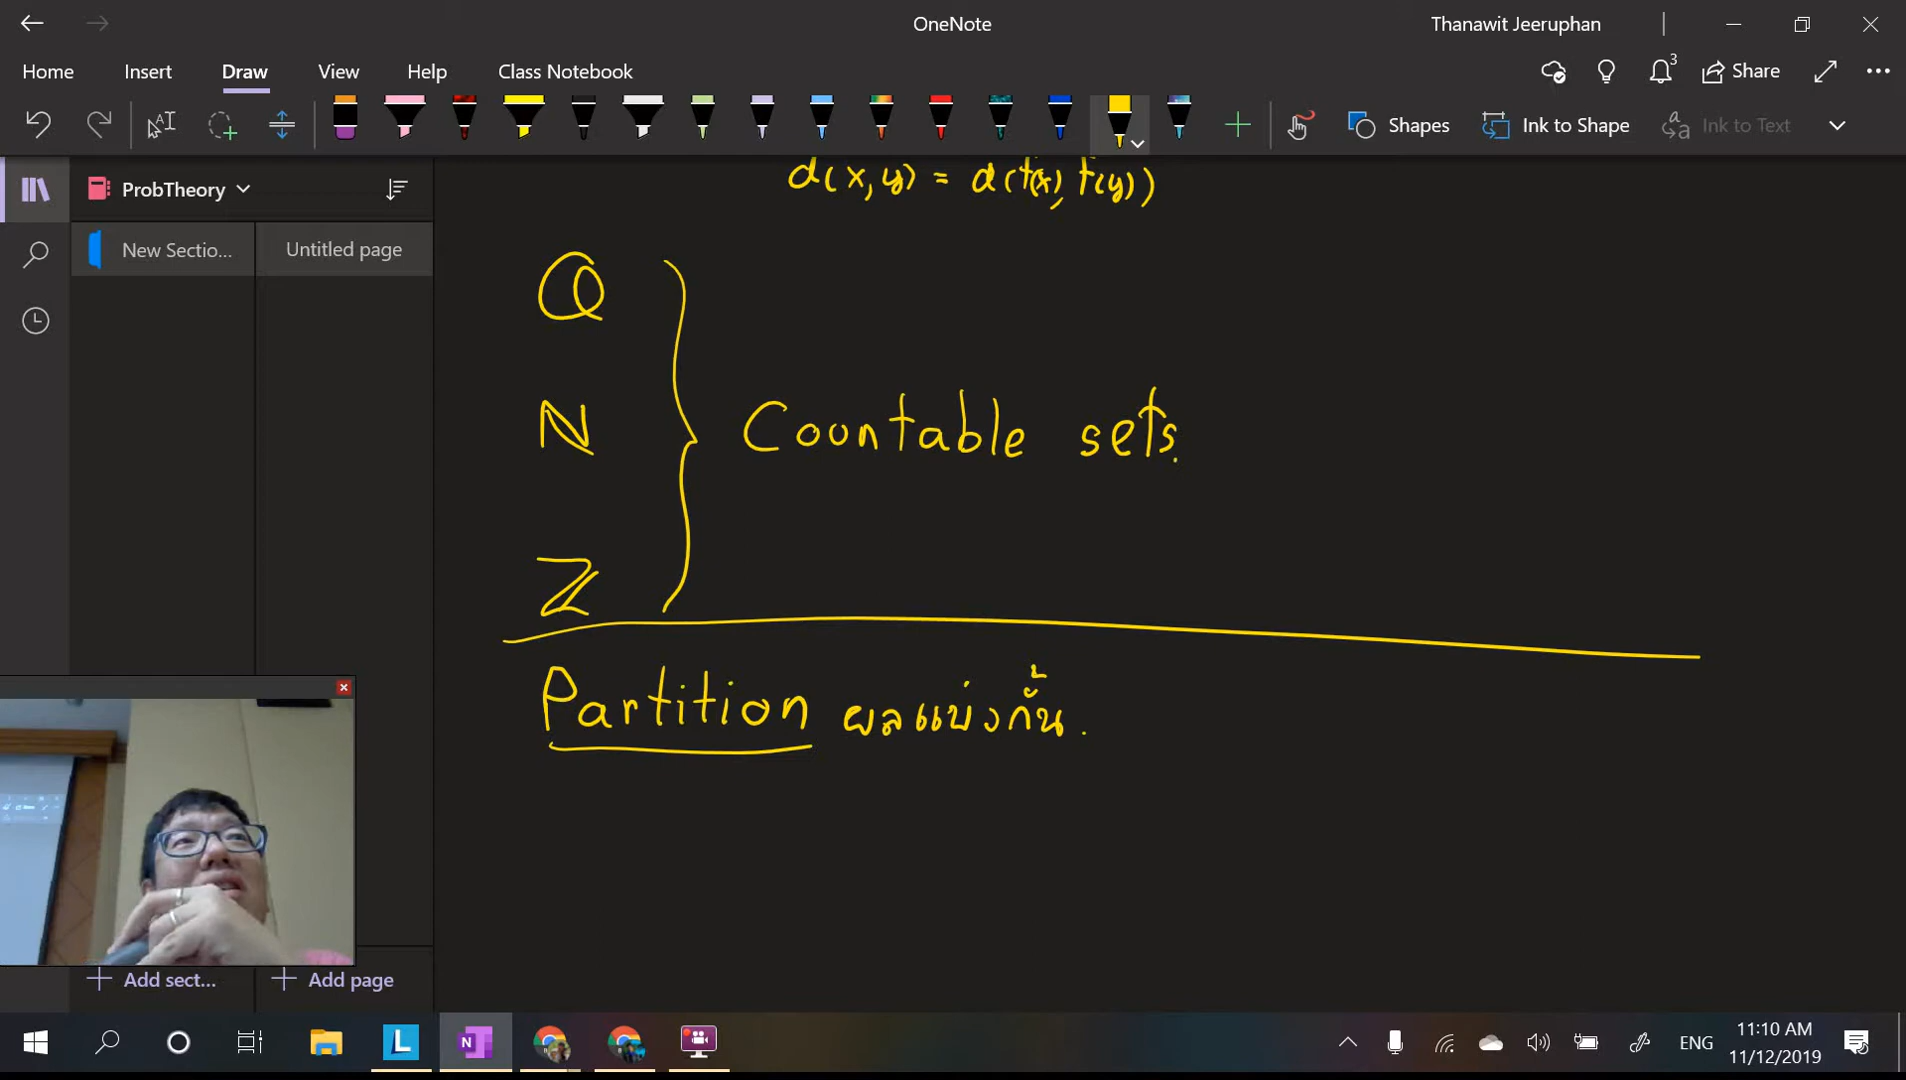 OneNote
Thanawit Jeeruphan
Home Insert Draw View Help Class Notebook
3
Share
Shapes Ink to Shape Ink to Text
ProbTheory
New Sectio... Untitled page
d(x,y) = d(f(x), f(y))
ℚ
ℕ
ℤ
Countable sets.
Partition ผลแบ่งกั้น.
Add sect... Add page
ENG
11:10 AM
11/12/2019